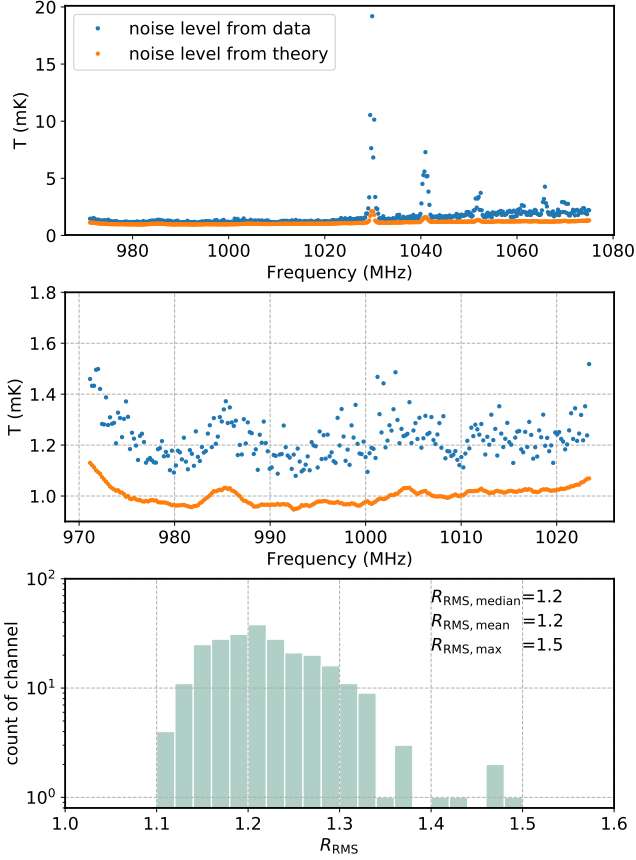 20
15
10
5
0
T (mK)
noise level from data
noise level from theory
980
1000
1020
1040
1060
1080
Frequency (MHz)
1.8
1.6
1.4
1.2
1.0
T (mK)
970
980
990
1000
1010
1020
Frequency (MHz)
10²
10¹
10⁰
count of channel
R_RMS, median=1.2
R_RMS, mean=1.2
R_RMS, max=1.5
1.0
1.1
1.2
1.3
1.4
1.5
1.6
R_RMS